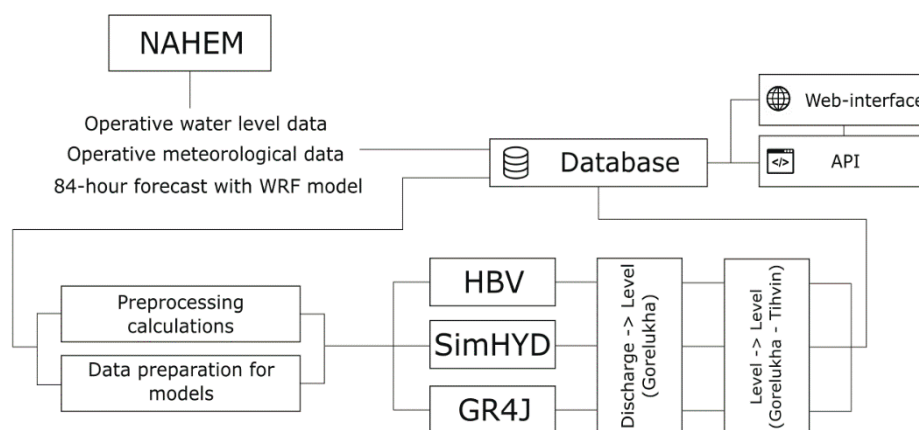 NAHEM
Operative water level data
Operative meteorological data
84-hour forecast with WRF model
Database
Web-interface
API
Preprocessing
calculations
Data preparation for
models
HBV
SimHYD
GR4J
Discharge -> Level
(Gorelukha)
Level -> Level
(Gorelukha - Tihvin)